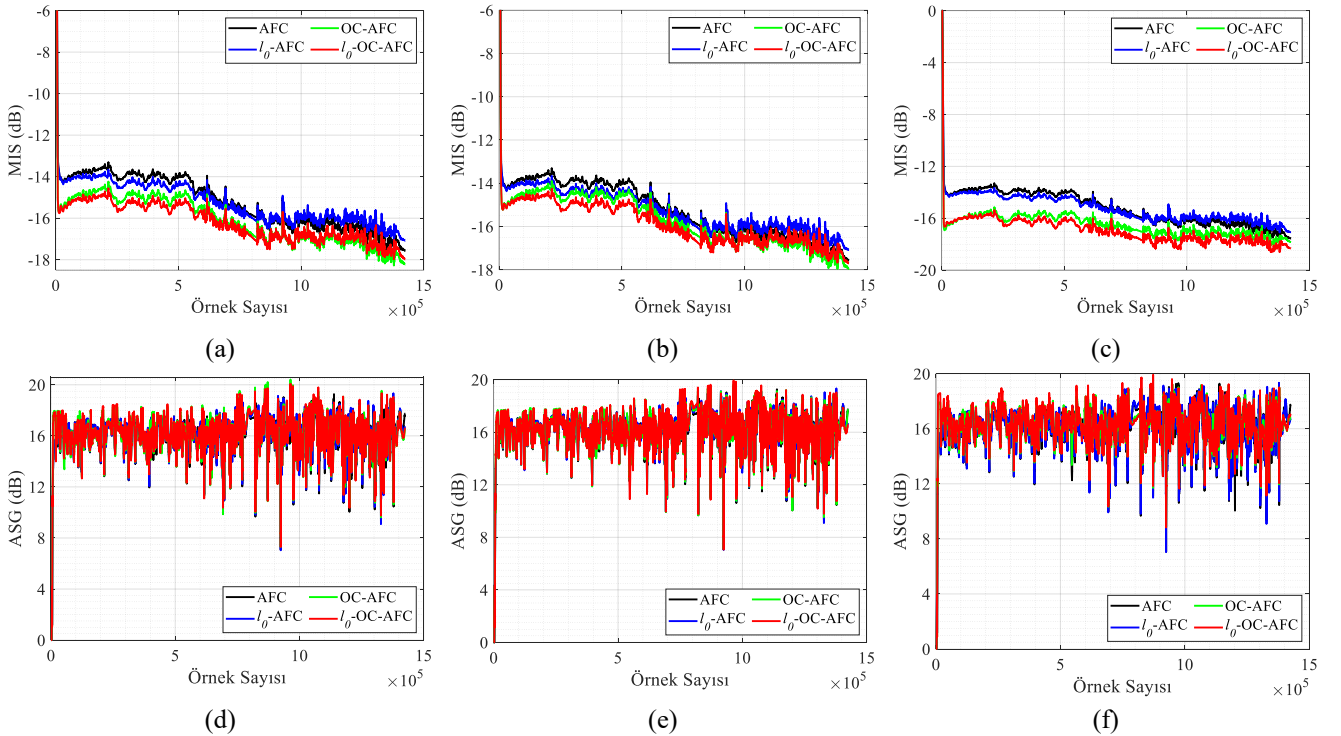 -6
-8
-10
-12
-14
-16
-18
MIS (dB)
AFC
OC-AFC
l0-AFC
l0-OC-AFC
0
5
10
15
Örnek Sayısı
×10^5
(a)
-6
-8
-10
-12
-14
-16
-18
MIS (dB)
AFC
OC-AFC
l0-AFC
l0-OC-AFC
0
5
10
15
Örnek Sayısı
×10^5
(b)
0
-4
-8
-12
-16
-20
MIS (dB)
AFC
OC-AFC
l0-AFC
l0-OC-AFC
0
5
10
15
Örnek Sayısı
×10^5
(c)
20
16
12
8
4
0
ASG (dB)
AFC
OC-AFC
l0-AFC
l0-OC-AFC
0
5
10
15
Örnek Sayısı
×10^5
(d)
20
16
12
8
4
0
ASG (dB)
AFC
OC-AFC
l0-AFC
l0-OC-AFC
0
5
10
15
Örnek Sayısı
×10^5
(e)
20
16
12
8
4
0
ASG (dB)
AFC
OC-AFC
l0-AFC
l0-OC-AFC
0
5
10
15
Örnek Sayısı
×10^5
(f)